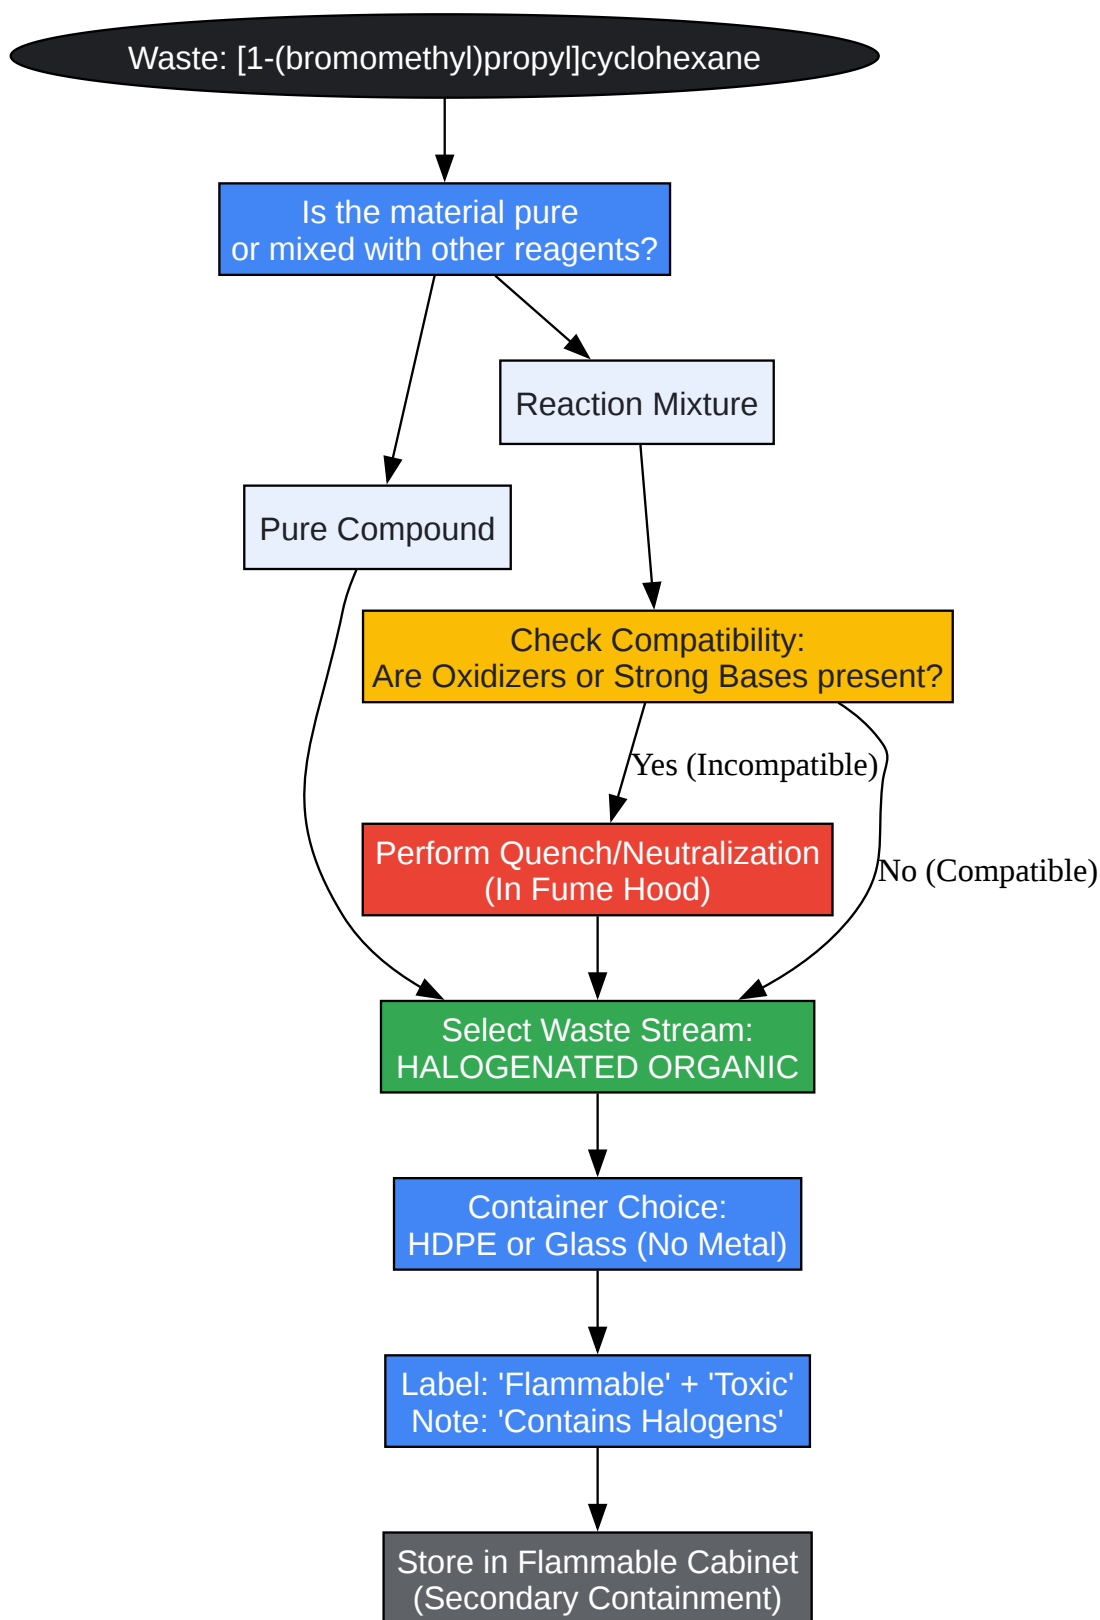 Waste: [1-(bromomethyl)propyl]cyclohexane
Is the material pure
or mixed with other reagents?
Reaction Mixture
Pure Compound
Check Compatibility:
Are Oxidizers or Strong Bases present?
Yes (Incompatible)
Perform Quench/Neutralization
(In Fume Hood)
No (Compatible)
Select Waste Stream:
HALOGENATED ORGANIC
Container Choice:
HDPE or Glass (No Metal)
Label: 'Flammable' + 'Toxic'
Note: 'Contains Halogens'
Store in Flammable Cabinet
(Secondary Containment)